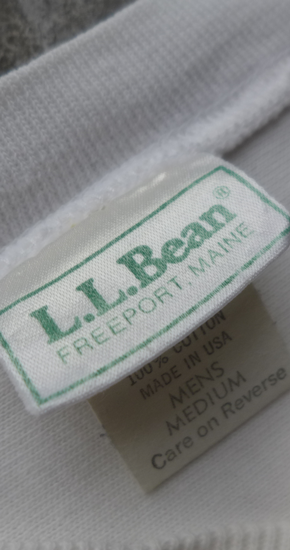 L.L.Bean®
FREEPORT, MAINE
100% COTTON
MADE IN USA
MENS
MEDIUM
Care on Reverse